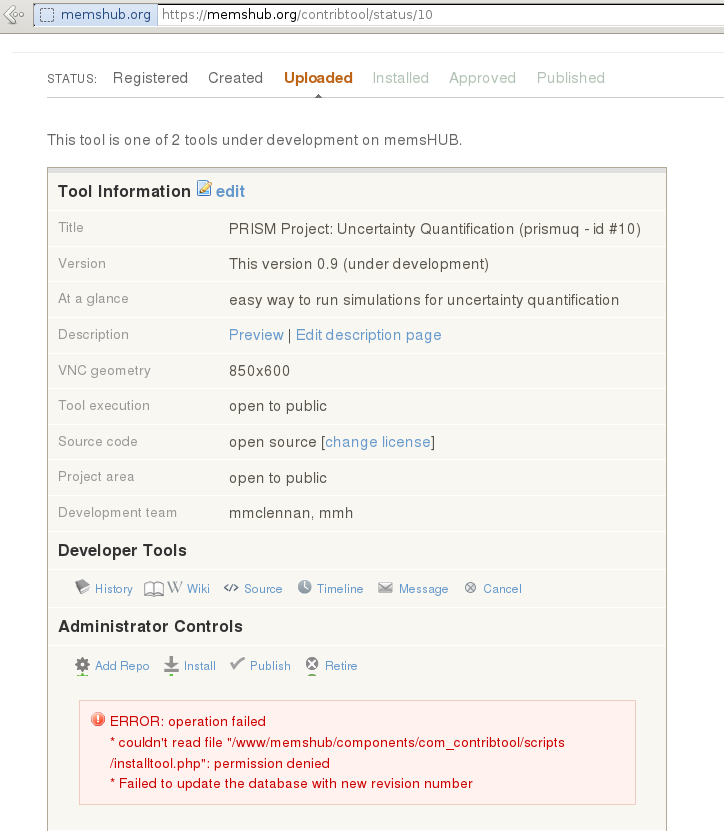 memshub.org https://memshub.org/contribtool/status/10
STATUS: Registered Created Uploaded Installed Approved Published
This tool is one of 2 tools under development on memsHUB.
Tool Information edit
Title PRISM Project: Uncertainty Quantification (prismuq - id #10)
Version This version 0.9 (under development)
At a glance easy way to run simulations for uncertainty quantification
Description Preview | Edit description page
VNC geometry 850x600
Tool execution open to public
Source code open source [change license]
Project area open to public
Development team mmclennan, mmh
Developer Tools
History W Wiki </> Source Timeline Message Cancel
Administrator Controls
Add Repo Install Publish Retire
ERROR: operation failed
* couldn't read file "/www/memshub/components/com_contribtool/scripts
/installtool.php": permission denied
* Failed to update the database with new revision number